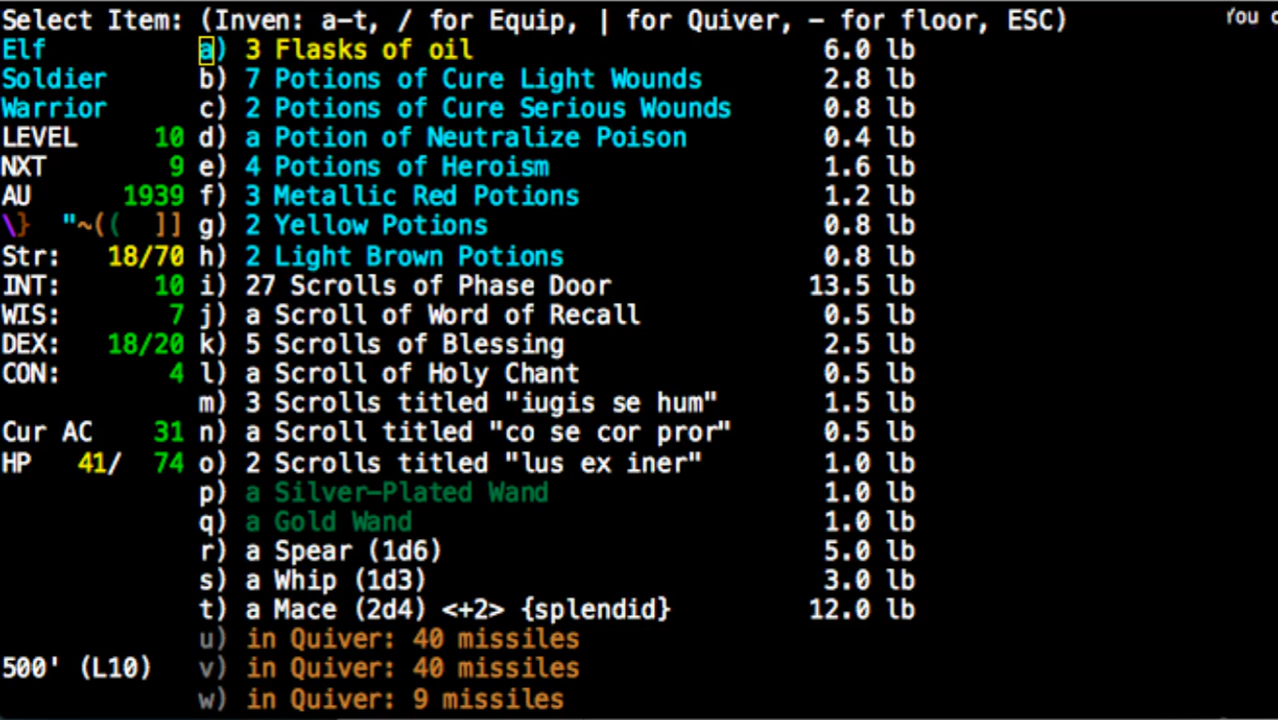 Select Item: (Inven: a-t, / for Equip, | for Quiver, - for floor, ESC) You
Elf a) 3 Flasks of oil 6.0 lb
Soldier b) 7 Potions of Cure Light Wounds 2.8 lb
Warrior c) 2 Potions of Cure Serious Wounds 0.8 lb
LEVEL 10 d) a Potion of Neutralize Poison 0.4 lb
NXT 9 e) 4 Potions of Heroism 1.6 lb
AU 1939 f) 3 Metallic Red Potions 1.2 lb
\} "~(( ]] g) 2 Yellow Potions 0.8 lb
Str: 18/70 h) 2 Light Brown Potions 0.8 lb
INT: 10 i) 27 Scrolls of Phase Door 13.5 lb
WIS: 7 j) a Scroll of Word of Recall 0.5 lb
DEX: 18/20 k) 5 Scrolls of Blessing 2.5 lb
CON: 4 l) a Scroll of Holy Chant 0.5 lb
m) 3 Scrolls titled "iugis se hum" 1.5 lb
Cur AC 31 n) a Scroll titled "co se cor pror" 0.5 lb
HP 41/ 74 o) 2 Scrolls titled "lus ex iner" 1.0 lb
p) a Silver-Plated Wand 1.0 lb
q) a Gold Wand 1.0 lb
r) a Spear (1d6) 5.0 lb
s) a Whip (1d3) 3.0 lb
t) a Mace (2d4) <+2> {splendid} 12.0 lb
u) in Quiver: 40 missiles
500' (L10) v) in Quiver: 40 missiles
w) in Quiver: 9 missiles